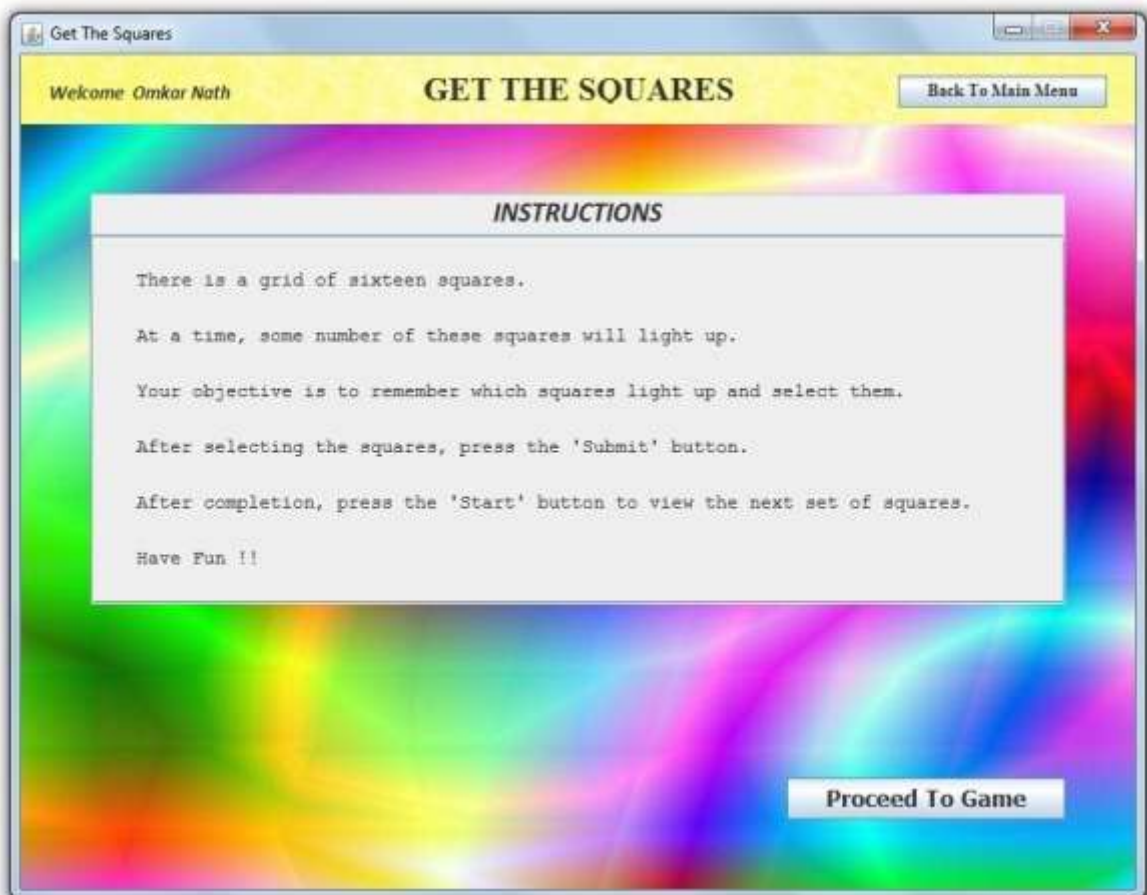 Get The Squares
Welcome Omkar Nath
GET THE SQUARES
Back To Main Menu
INSTRUCTIONS
There is a grid of sixteen squares.
At a time, some number of these squares will light up.
Your objective is to remember which squares light up and select them.
After selecting the squares, press the 'Submit' button.
After completion, press the 'Start' button to view the next set of squares.
Have Fun !!
Proceed To Game